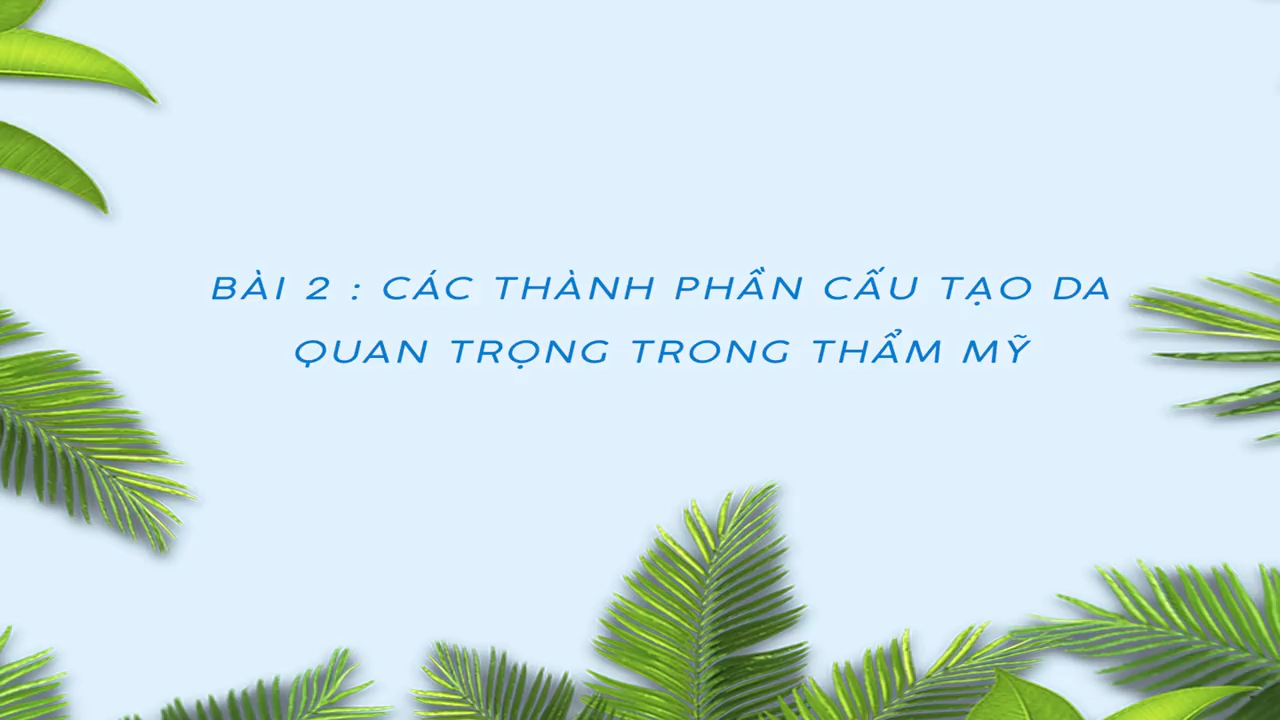 BÀI 2 : CÁC THÀNH PHẦN CẤU TẠO DA
QUAN TRỌNG TRONG THẨM MỸ